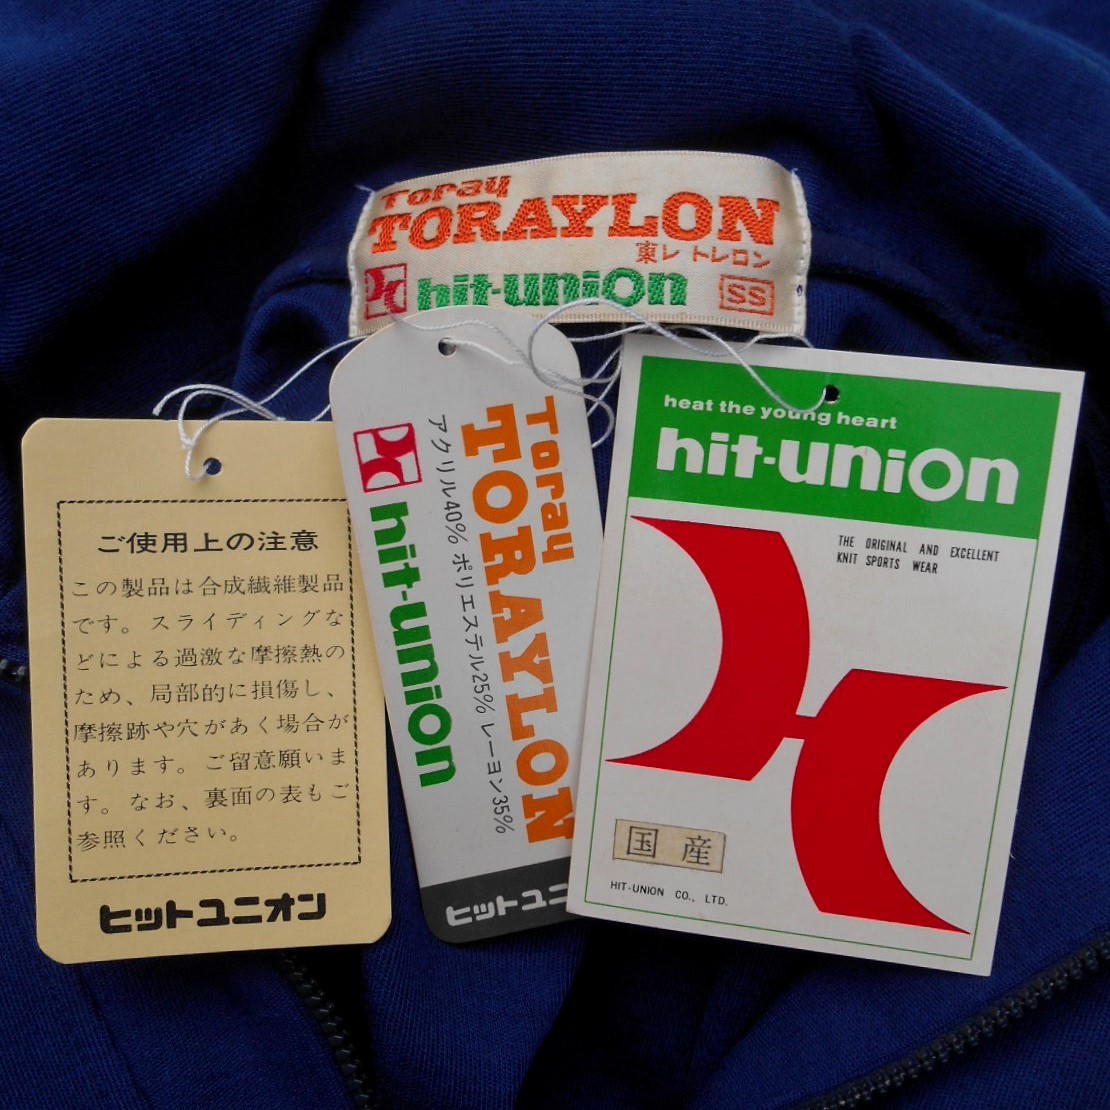 Toray
TORAYLON
東レ トレロン
hit-union
SS
ご使用上の注意
この製品は合成繊維製品
です。スライディングな
どによる過激な摩擦熱の
ため、局部的に損傷し、
摩擦跡や穴があく場合が
あります。ご留意願いま
す。なお、裏面の表もご
参照ください。
ヒットユニオン
Toray
TORAYLON
アクリル40% ポリエステル25% レーヨン35%
hit-union
ヒットユニ
heat the young heart
hit-union
THE ORIGINAL AND EXCELLENT
KNIT SPORTS WEAR
国産
HIT-UNION CO., LTD.